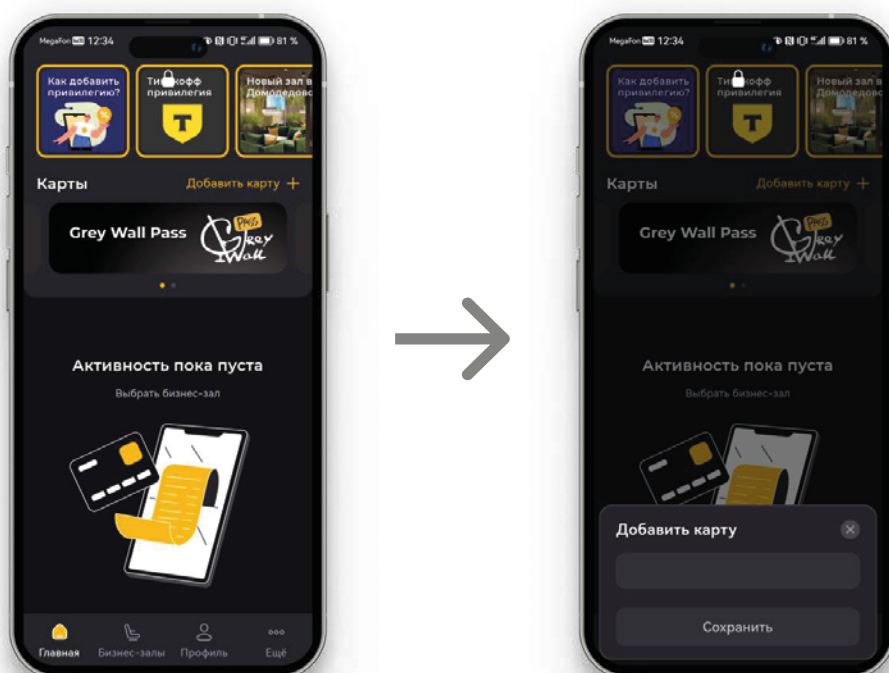 MegaFon VoLTE 12:34
81 %
Как добавить
привилегию?
Тинькофф
привилегия
Т
Новый зал в
Домодедово
Карты
Добавить карту +
Grey Wall Pass
PASS
Grey
Wall
Активность пока пуста
Выбрать бизнес-зал
Главная
Бизнес-залы
Профиль
Ещё
MegaFon VoLTE 12:34
81 %
Как добавить
привилегию?
Тинькофф
привилегия
Т
Новый зал в
Домодедово
Карты
Добавить карту +
Grey Wall Pass
PASS
Grey
Wall
Активность пока пуста
Выбрать бизнес-зал
Добавить карту
Сохранить